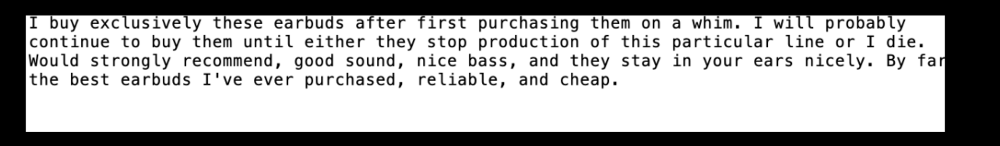 I buy exclusively these earbuds after first purchasing them on a whim. I will probably
continue to buy them until either they stop production of this particular line or I die.
Would strongly recommend, good sound, nice bass, and they stay in your ears nicely. By far
the best earbuds I've ever purchased, reliable, and cheap.